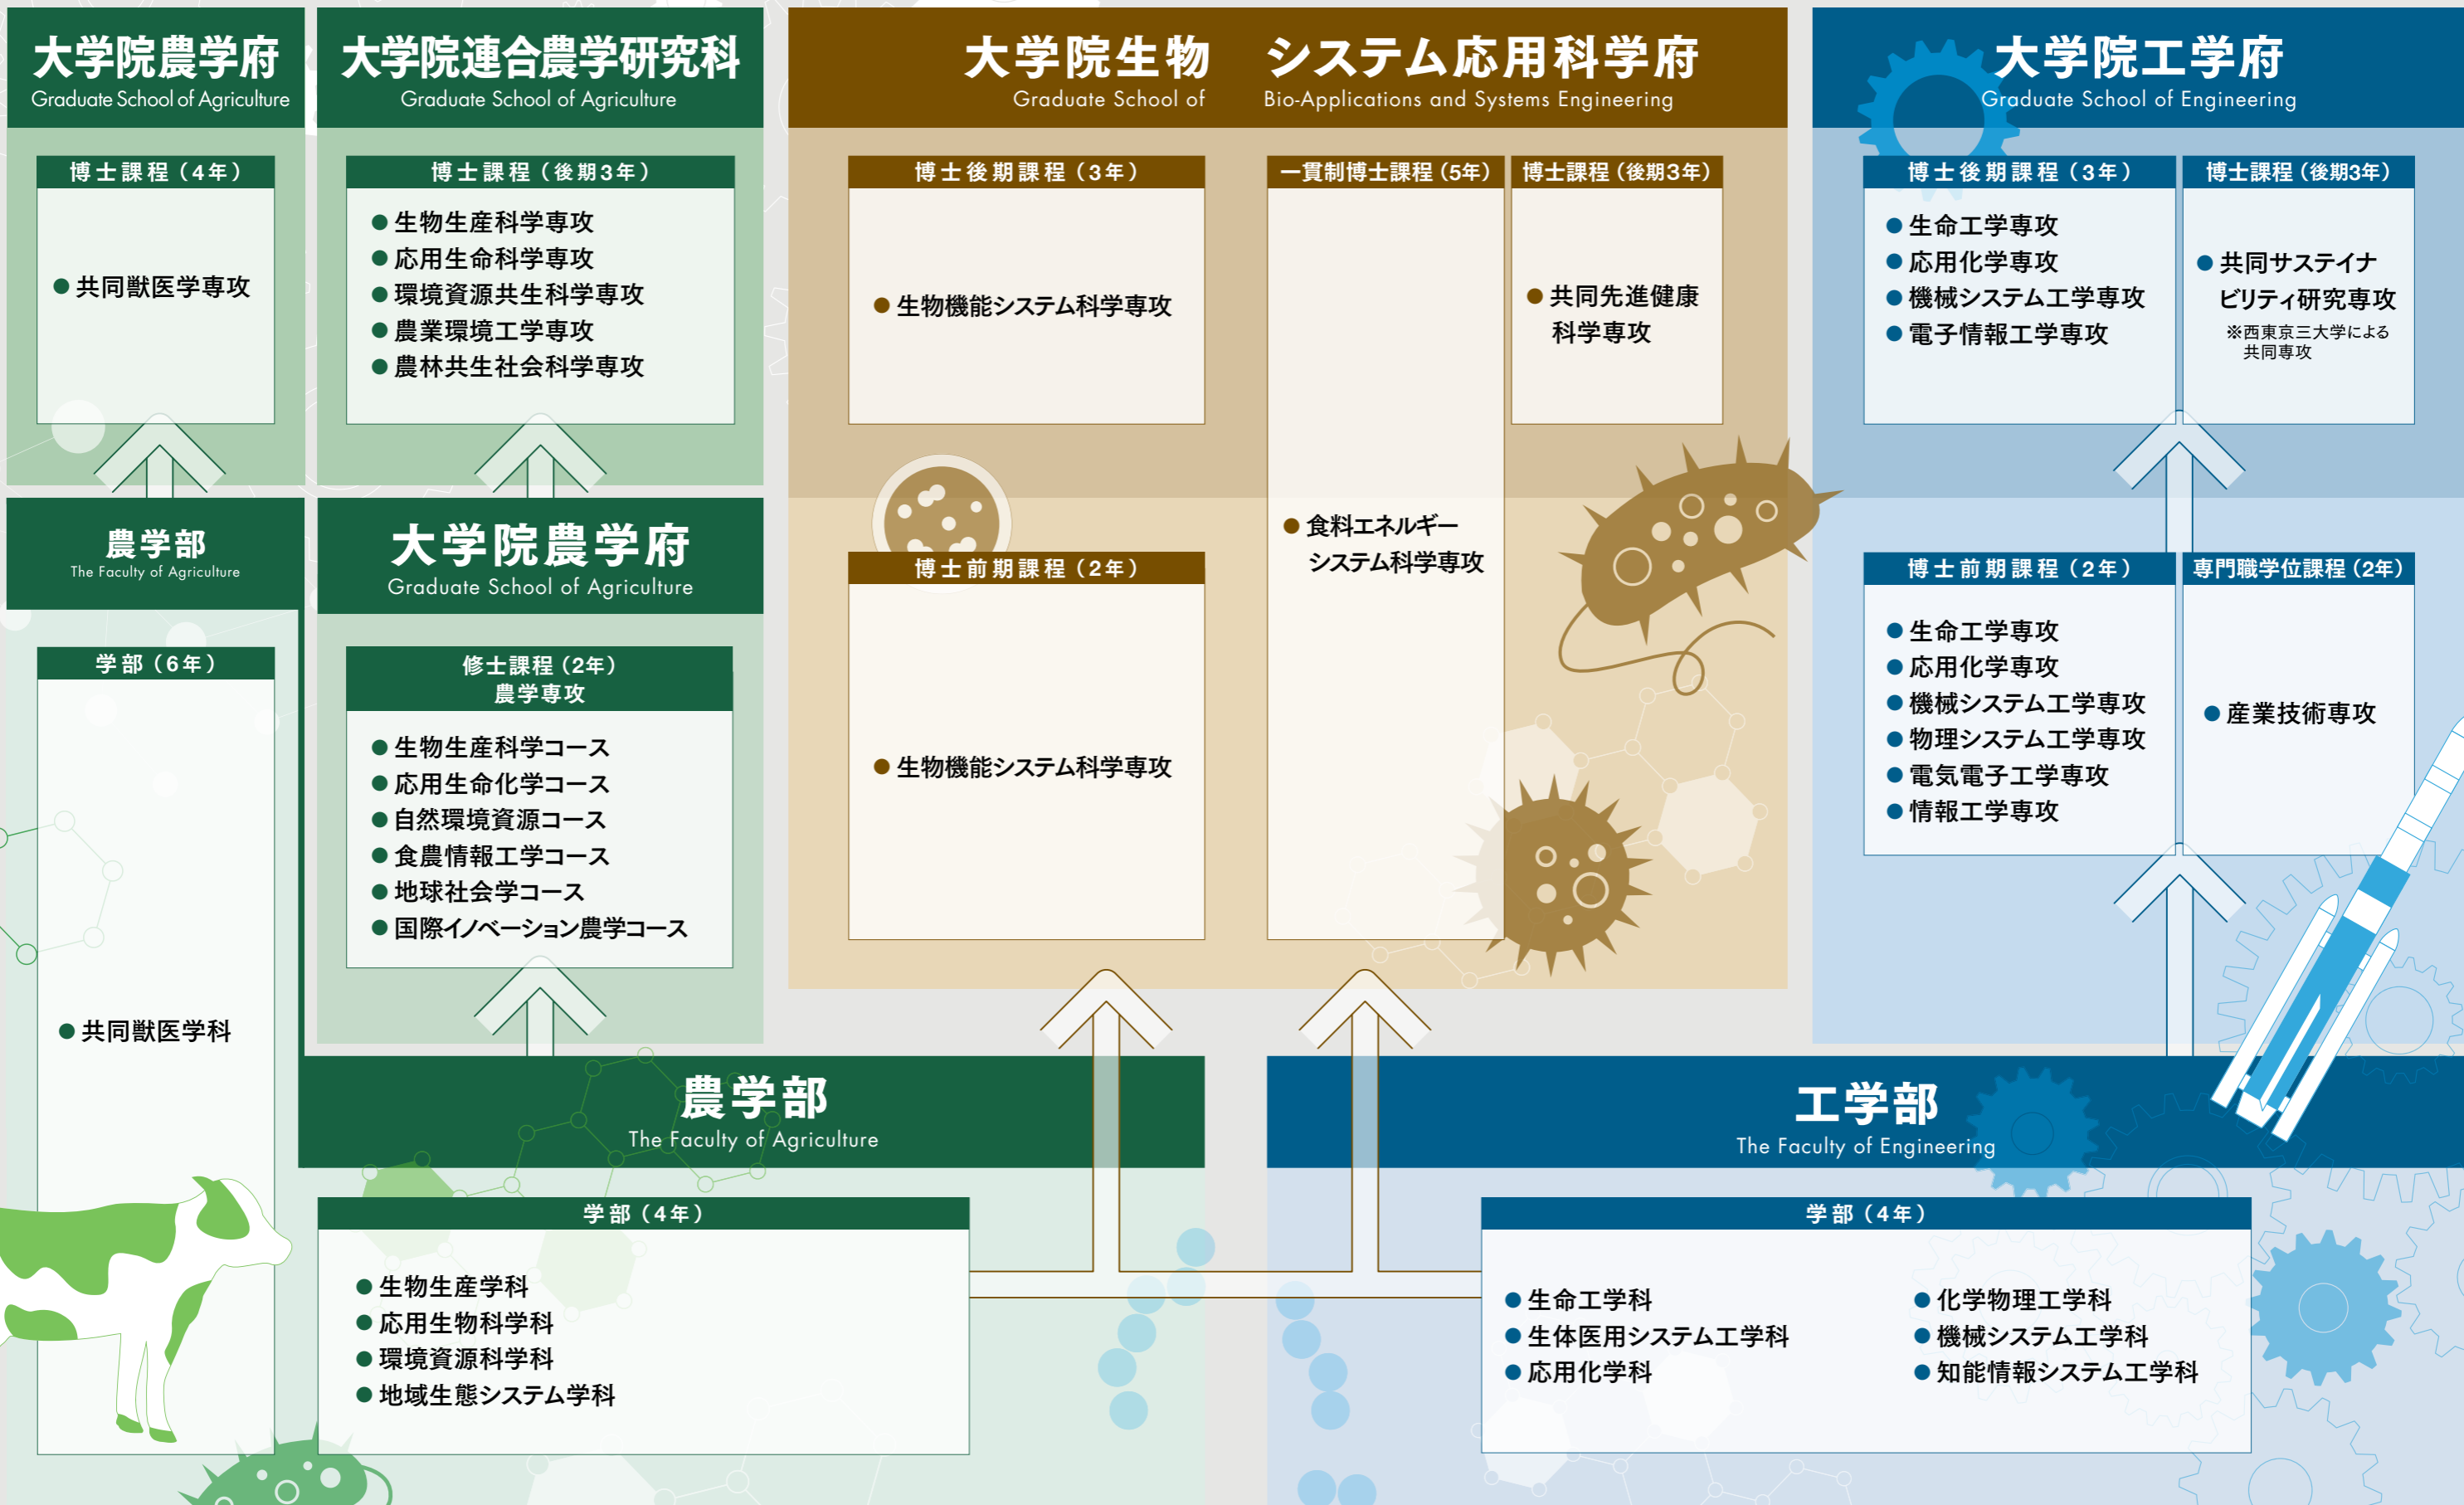 大学院農学府
Graduate School of Agriculture
博士課程（4年）
● 共同獣医学専攻
大学院連合農学研究科
Graduate School of Agriculture
博士課程（後期3年）
● 生物生産科学専攻
● 応用生命科学専攻
● 環境資源共生科学専攻
● 農業環境工学専攻
● 農林共生社会科学専攻
大学院生物 システム応用科学府
Graduate School of Bio-Applications and Systems Engineering
博士後期課程（3年）
● 生物機能システム科学専攻
一貫制博士課程（5年）
● 食料エネルギー
システム科学専攻
博士課程（後期3年）
● 共同先進健康
科学専攻
博士前期課程（2年）
● 生物機能システム科学専攻
大学院工学府
Graduate School of Engineering
博士後期課程（3年）
● 生命工学専攻
● 応用化学専攻
● 機械システム工学専攻
● 電子情報工学専攻
博士課程（後期3年）
● 共同サステイナ
ビリティ研究専攻
※西東京三大学による
共同専攻
博士前期課程（2年）
● 生命工学専攻
● 応用化学専攻
● 機械システム工学専攻
● 物理システム工学専攻
● 電気電子工学専攻
● 情報工学専攻
専門職学位課程（2年）
● 産業技術専攻
農学部
The Faculty of Agriculture
学部（6年）
● 共同獣医学科
大学院農学府
Graduate School of Agriculture
修士課程（2年）
農学専攻
● 生物生産科学コース
● 応用生命化学コース
● 自然環境資源コース
● 食農情報工学コース
● 地球社会学コース
● 国際イノベーション農学コース
農学部
The Faculty of Agriculture
学部（4年）
● 生物生産学科
● 応用生物科学科
● 環境資源科学科
● 地域生態システム学科
工学部
The Faculty of Engineering
学部（4年）
● 生命工学科
● 生体医用システム工学科
● 応用化学科
● 化学物理工学科
● 機械システム工学科
● 知能情報システム工学科